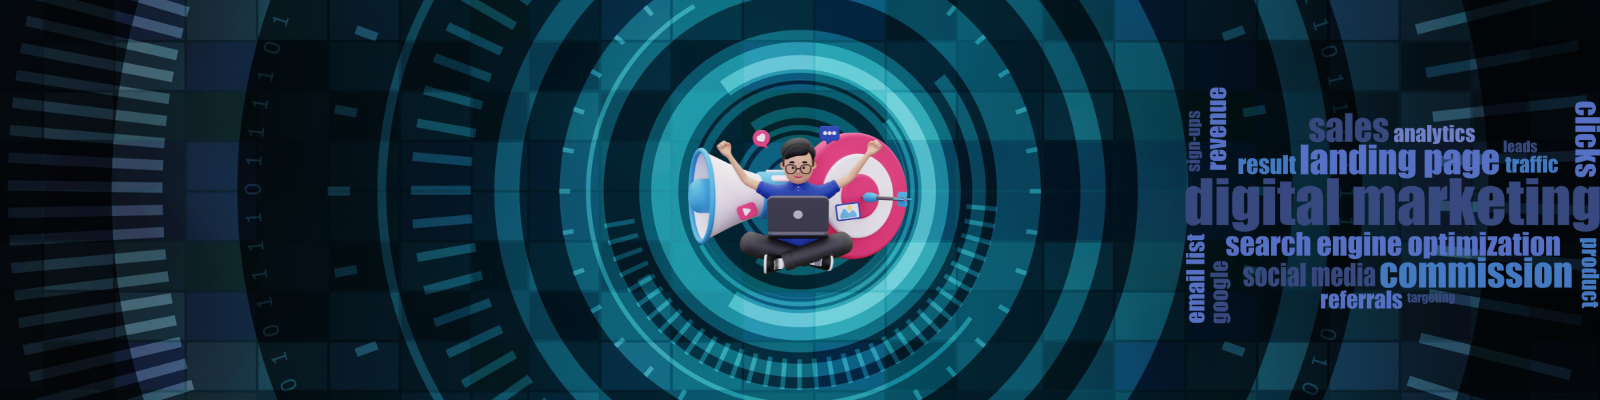 sign-ups
revenue
sales
analytics
leads
clicks
result
landing page
traffic
digital marketing
email list
search engine optimization
product
google
social media
commission
referrals
targeting